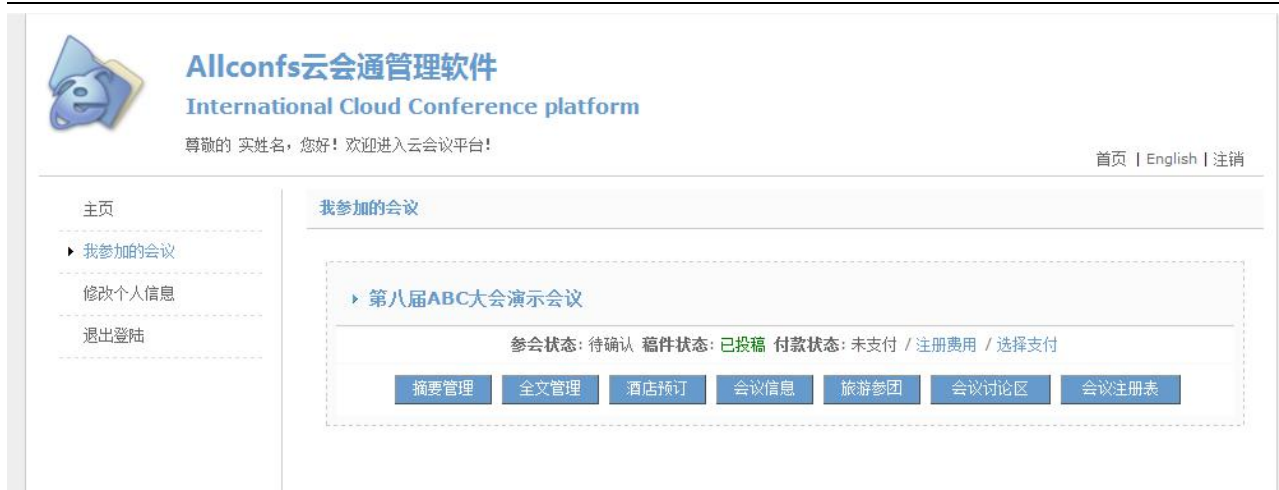 Allconfs云会通管理软件
International Cloud Conference platform
尊敬的 实姓名，您好！欢迎进入云会议平台！
首页 | English | 注销
主页
我参加的会议
修改个人信息
退出登陆
我参加的会议
第八届ABC大会演示会议
参会状态：待确认 稿件状态：已投稿 付款状态：未支付 / 注册费用 / 选择支付
摘要管理 全文管理 酒店预订 会议信息 旅游参团 会议讨论区 会议注册表